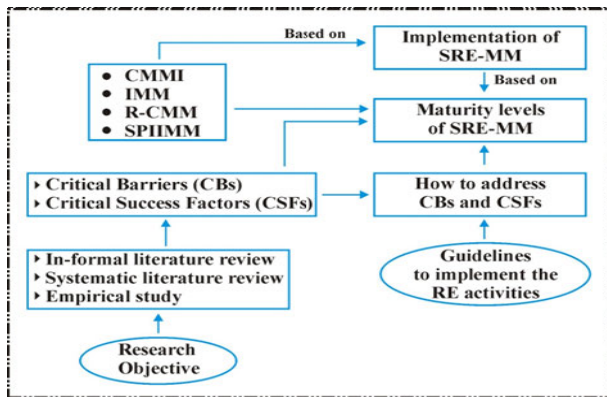 Based on
Implementation of
SRE-MM
Based on
• CMMI
• IMM
• R-CMM
• SPIIMM
Maturity levels
of SRE-MM
Critical Barriers (CBs)
Critical Success Factors (CSFs)
How to address
CBs and CSFs
In-formal literature review
Systematic literature review
Empirical study
Guidelines
to implement the
RE activities
Research
Objective